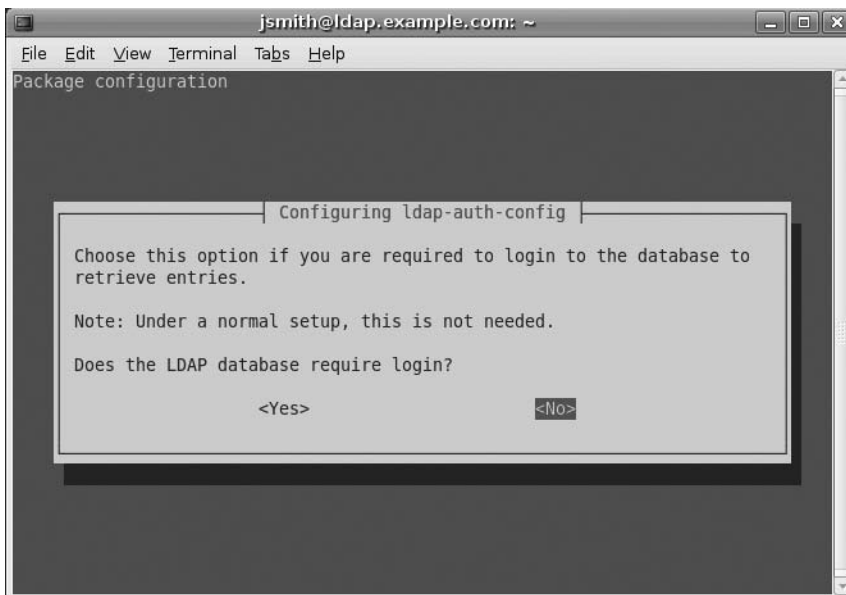 jsmith@ldap.example.com: ~
File Edit View Terminal Tabs Help
Package configuration
Configuring ldap-auth-config
Choose this option if you are required to login to the database to
retrieve entries.
Note: Under a normal setup, this is not needed.
Does the LDAP database require login?
<Yes> <No>